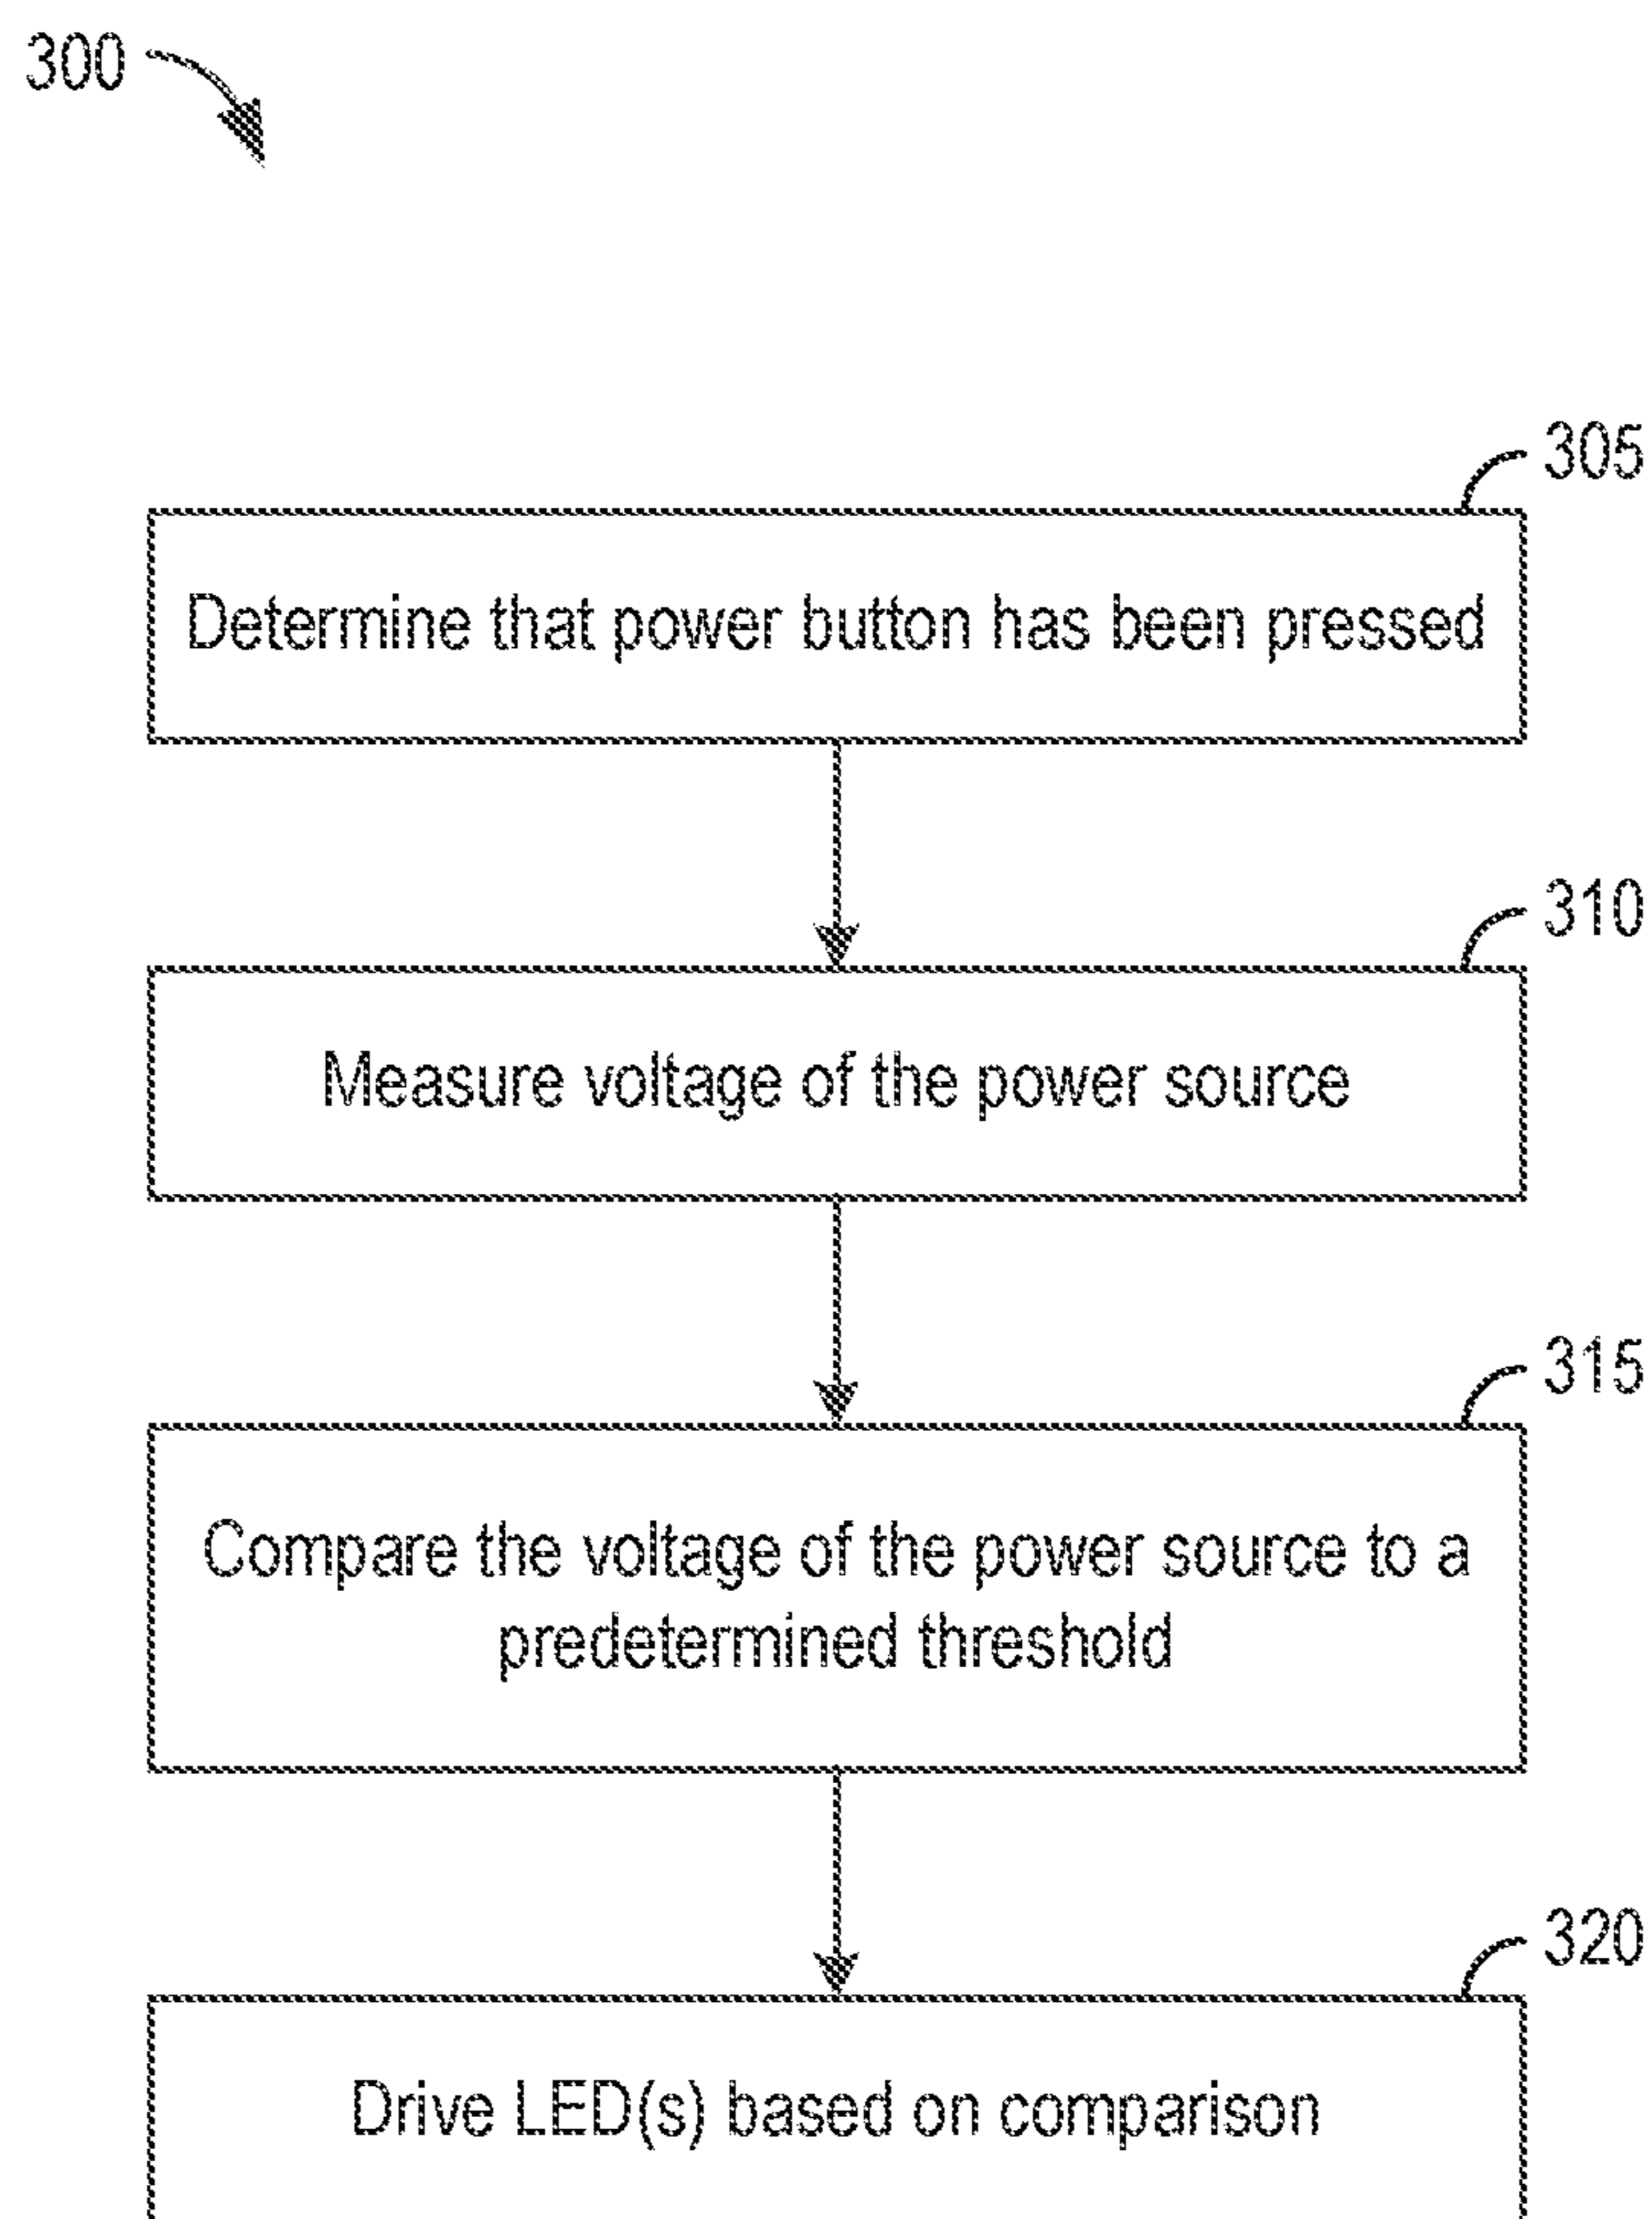 300
305
Determine that power button has been pressed
310
Measure voltage of the power source
315
Compare the voltage of the power source to a
predetermined threshold
320
Drive LED(s) based on comparison